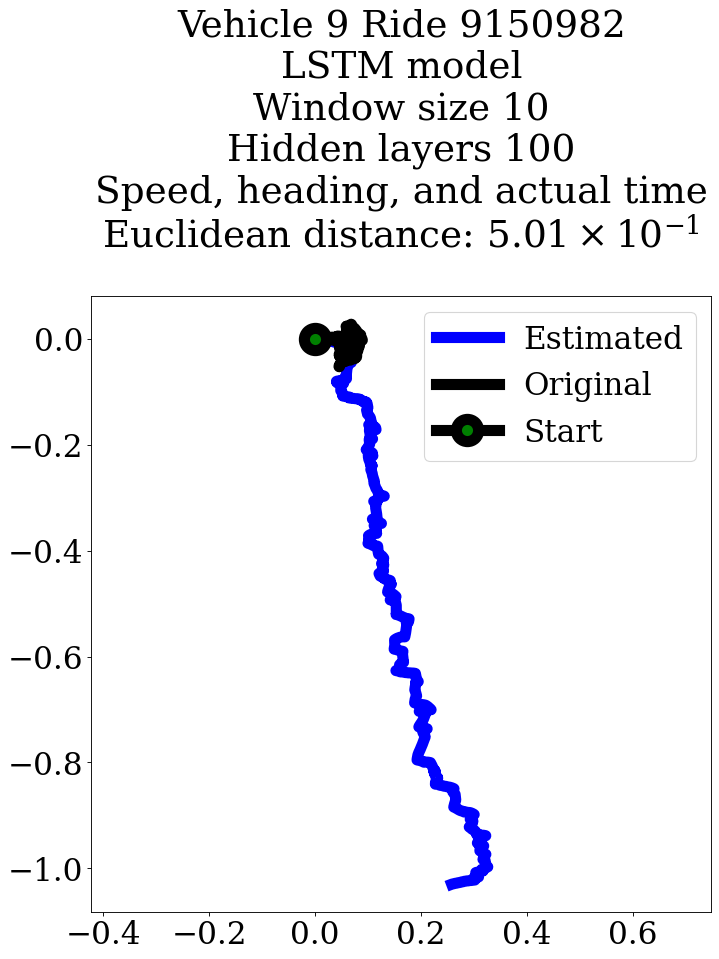 Vehicle 9 Ride 9150982
LSTM model
Window size 10
Hidden layers 100
Speed, heading, and actual time
Euclidean distance: 5.01 × 10⁻¹
Estimated
Original
Start
0.0
−0.2
−0.4
−0.6
−0.8
−1.0
−0.4 −0.2 0.0 0.2 0.4 0.6